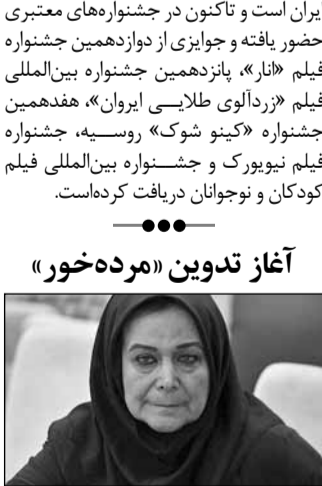 ایران است و تاکنون در جشنواره‌های معتبری
حضور یافته و جوایزی از دوازدهمین جشنواره
فیلم «انار»، پانزدهمین جشنواره بین‌المللی
فیلم «زردآلوی طلایی ایروان»، هفدهمین
جشنواره «کینو شوک» روسیه، جشنواره
فیلم نیویورک و جشنواره بین‌المللی فیلم
کودکان و نوجوانان دریافت کرده‌است.
آغاز تدوین «مرده‌خور»